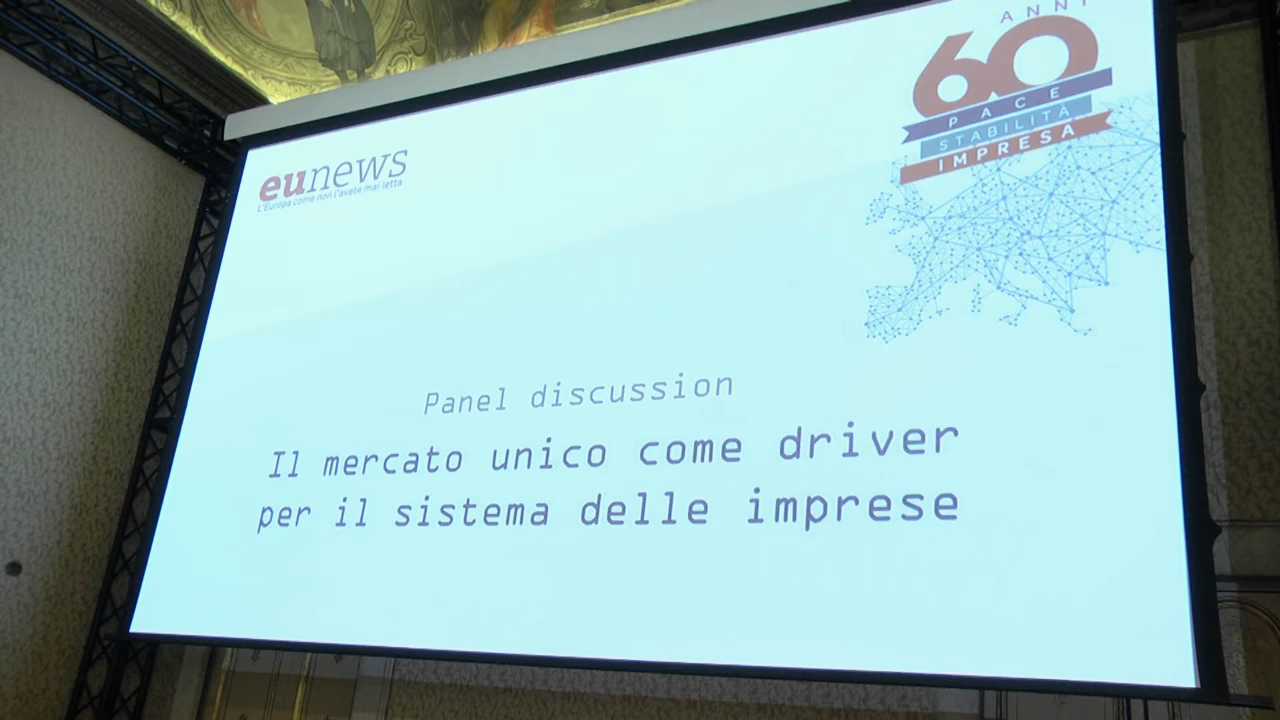 ANNI
60
PACE
STABILITÀ
IMPRESA
eunews
L'Europa come non l'avete mai letta
Panel discussion
Il mercato unico come driver
per il sistema delle imprese